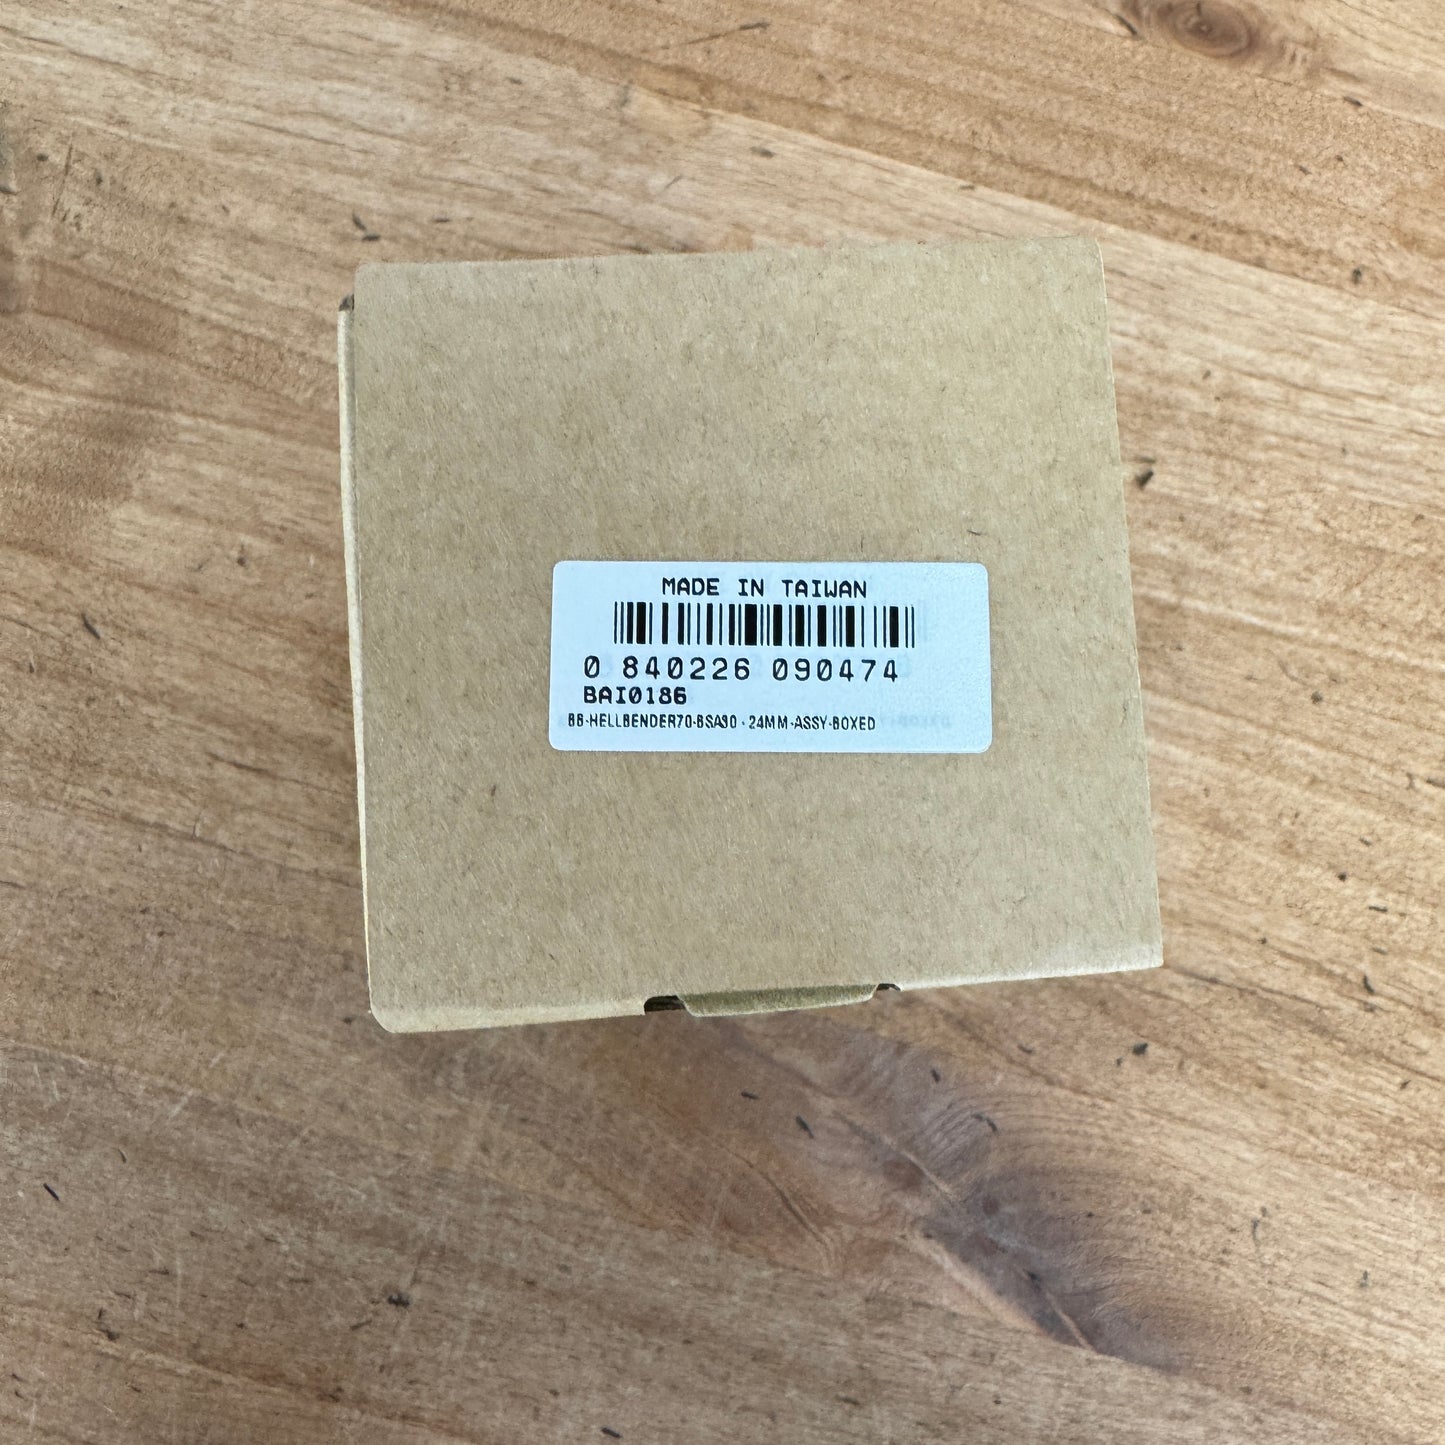 MADE IN TAIWAN
0 840226 090474
BAI0186
BB-HELLBENDER70-BSA30 - 24MM-ASSY-BOXED